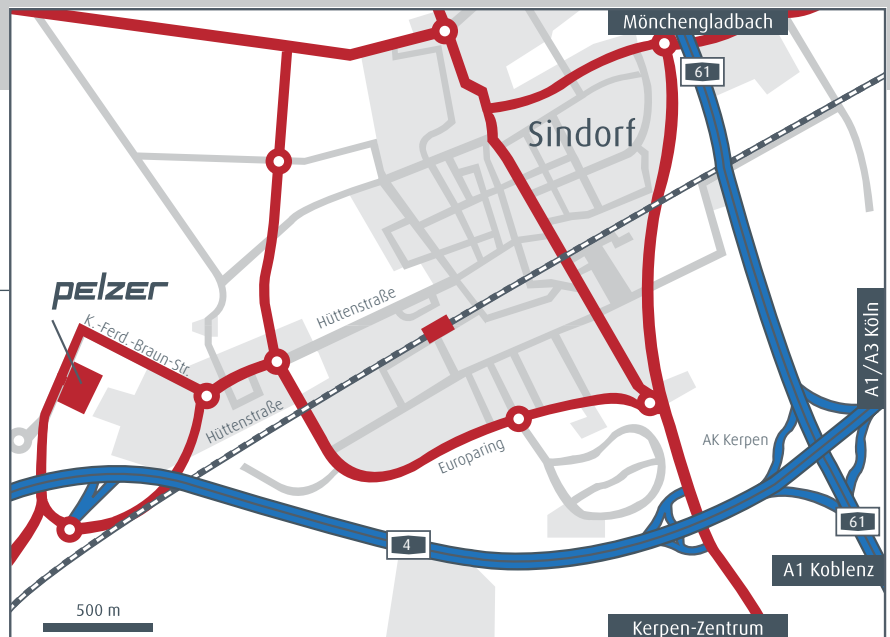 Mönchengladbach
61
Sindorf
pelzer
K.-Ferd.-Braun-Str.
Hüttenstraße
A1/A3 Köln
Hüttenstraße
Europaring
AK Kerpen
4
61
A1 Koblenz
500 m
Kerpen-Zentrum